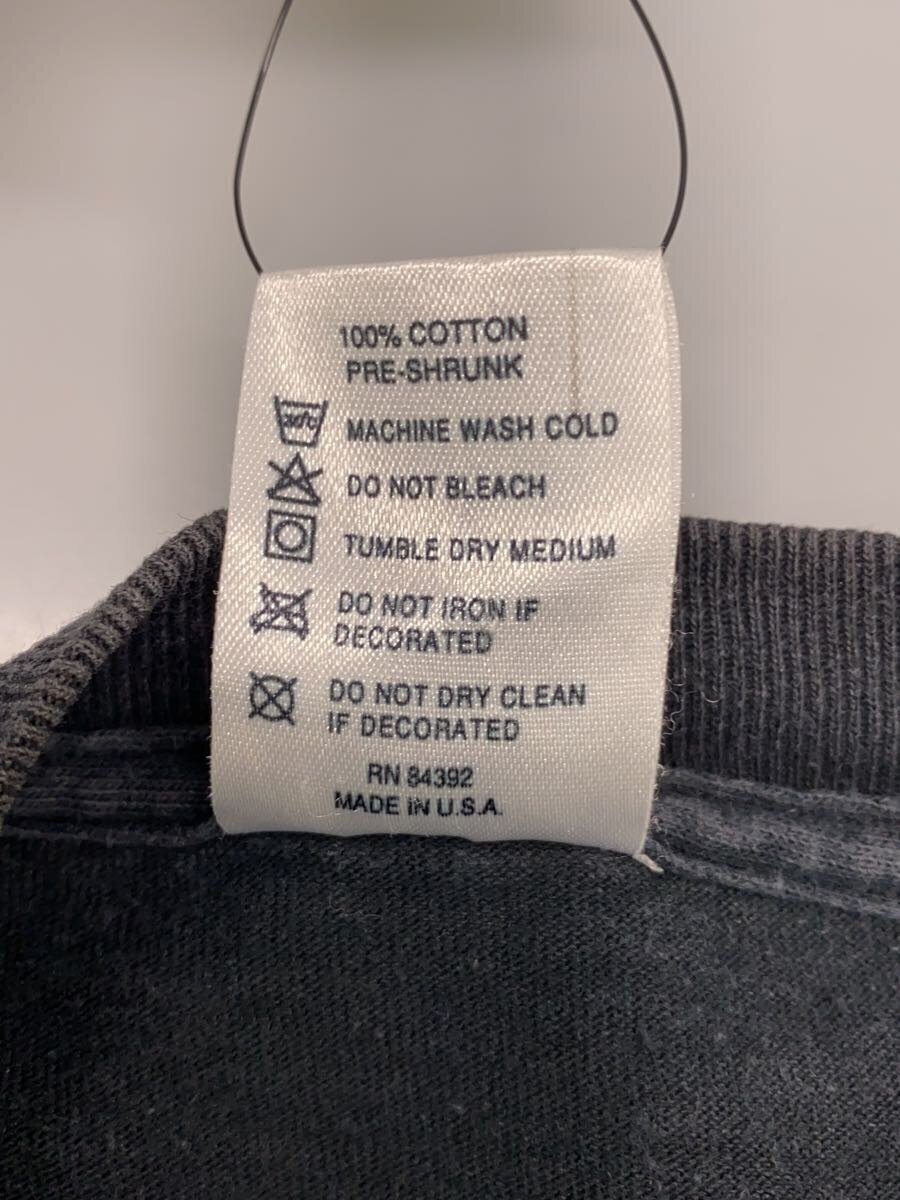 100% COTTON
PRE-SHRUNK
MACHINE WASH COLD
DO NOT BLEACH
TUMBLE DRY MEDIUM
DO NOT IRON IF
DECORATED
DO NOT DRY CLEAN
IF DECORATED
RN 84392
MADE IN U.S.A.